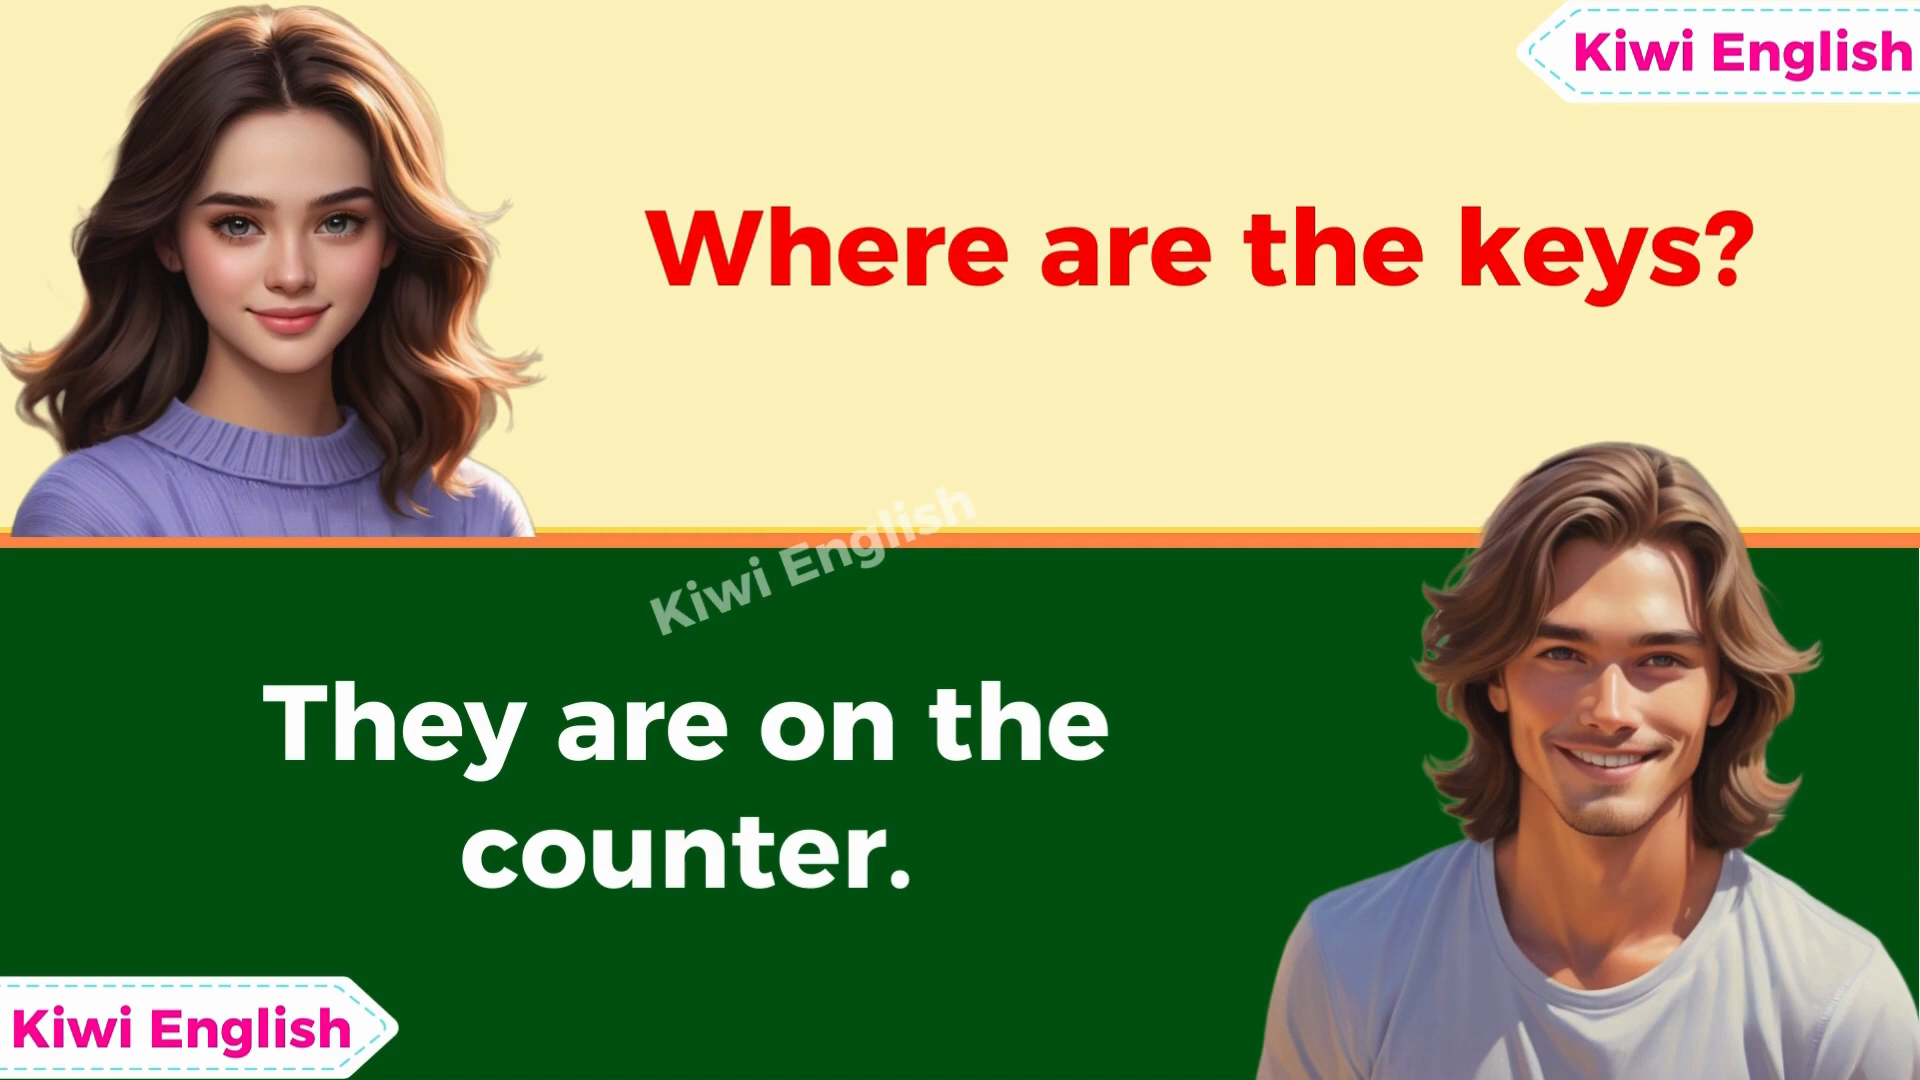 Kiwi English
Where are the keys?
Kiwi English
They are on the
counter.
Kiwi English